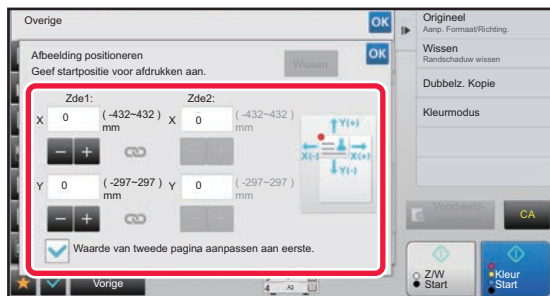 Overige
OK
Afbeelding positioneren
OK
Geef startpositie voor afdrukken aan.
Wissen
Zde1:
Zde2:
X 0 (-432~432) mm
X 0 (-432~432) mm
Y(+)
X(-) X(+)
Y(-)
− +
− +
Y 0 (-297~297) mm
Y 0 (-297~297) mm
− +
− +
Waarde van tweede pagina aanpassen aan eerste.
Vorige
4 A3
Origineel
Aanp. Formaat/Richting.
Wissen
Randschaduw wissen
Dubbelz. Kopie
Kleurmodus
Voorbeeld-
CA
Z/W
Start
Kleur
Start